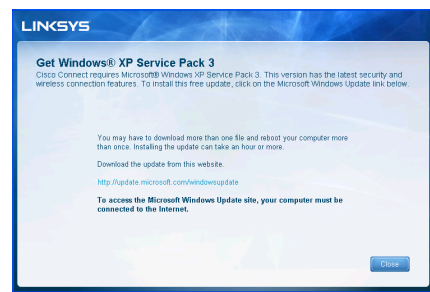 LINKSYS
Get Windows® XP Service Pack 3
Cisco Connect requires Microsoft® Windows XP Service Pack 3. This version has the latest security and
wireless connection features. To install this free update, click on the Microsoft Windows Update link below.
You may have to download more than one file and reboot your computer more
than once. Installing the update can take an hour or more.
Download the update from this website.
http://update.microsoft.com/windowsupdate
To access the Microsoft Windows Update site, your computer must be
connected to the Internet.
Close